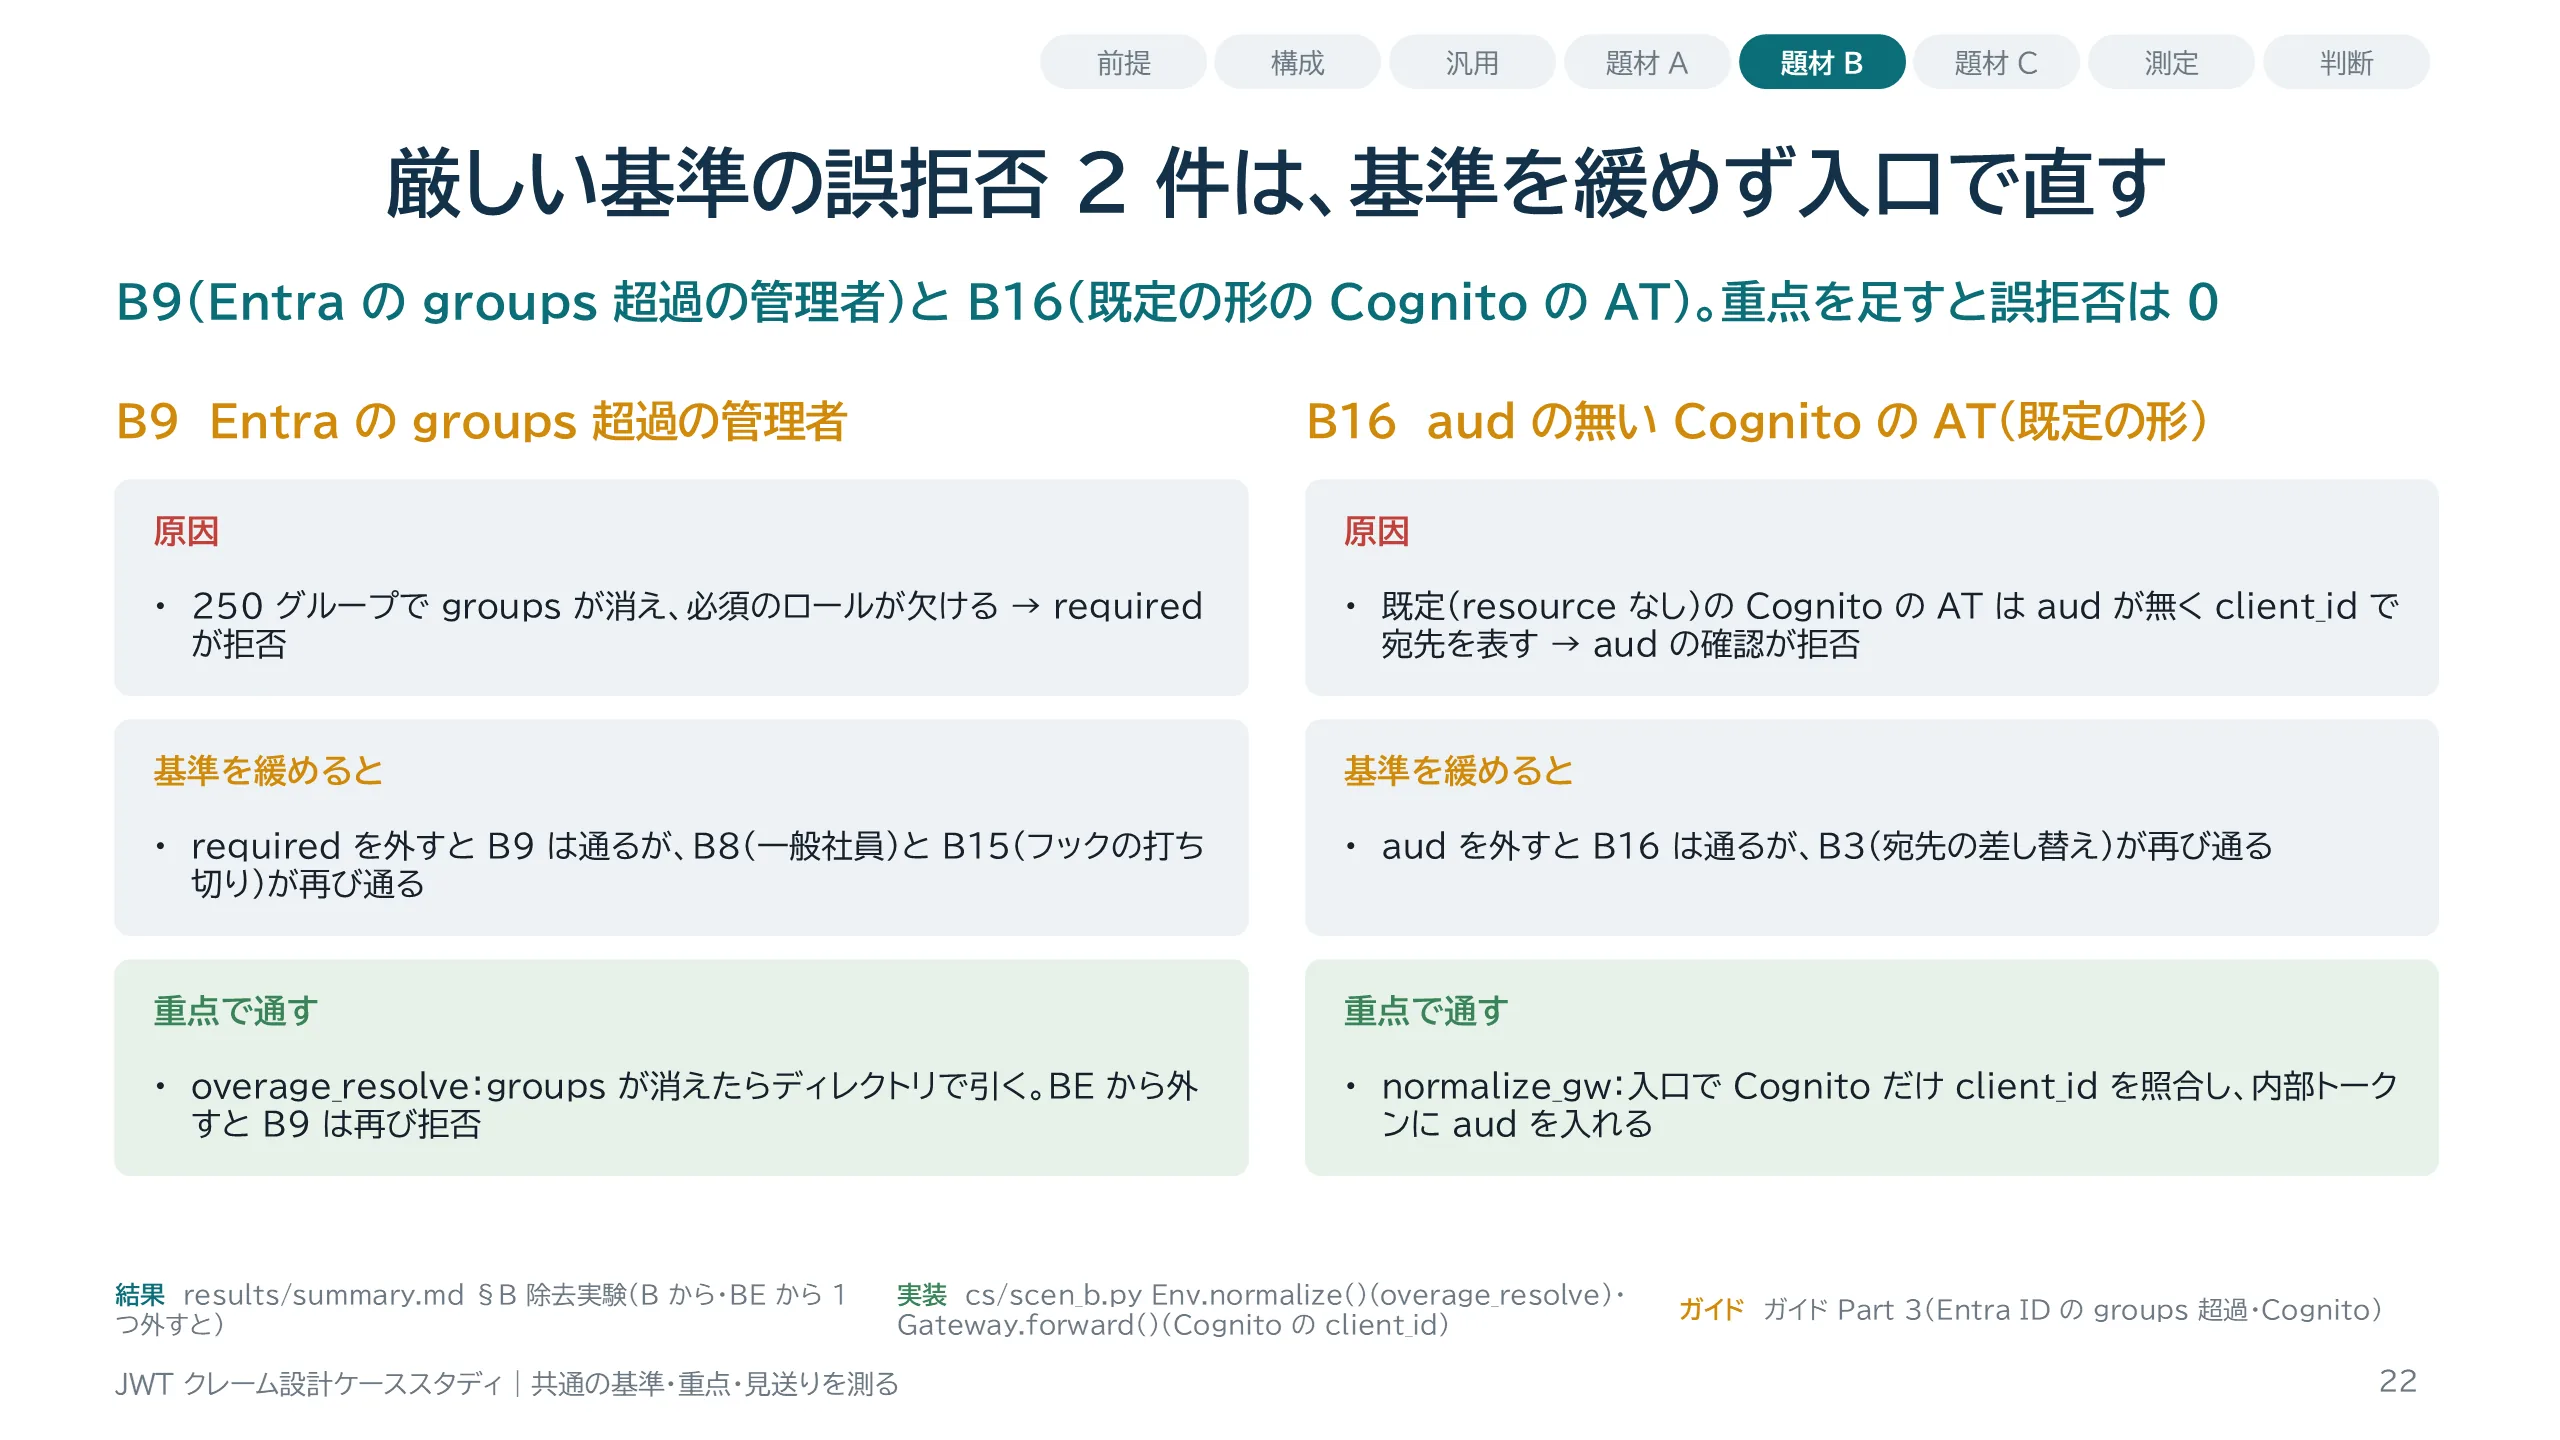 前提
構成
汎用
題材 A
題材 B
題材 C
測定
判断
厳しい基準の誤拒否 2 件は、基準を緩めず入口で直す
B9（Entra の groups 超過の管理者）と B16（既定の形の Cognito の AT）。重点を足すと誤拒否は 0
B9 Entra の groups 超過の管理者
原因
・ 250 グループで groups が消え、必須のロールが欠ける → required
が拒否
基準を緩めると
・ required を外すと B9 は通るが、B8（一般社員）と B15（フックの打ち
切り）が再び通る
重点で通す
・ overage_resolve：groups が消えたらディレクトリで引く。BE から外
すと B9 は再び拒否
B16 aud の無い Cognito の AT（既定の形）
原因
・ 既定（resource なし）の Cognito の AT は aud が無く client_id で
宛先を表す → aud の確認が拒否
基準を緩めると
・ aud を外すと B16 は通るが、B3（宛先の差し替え）が再び通る
重点で通す
・ normalize_gw：入口で Cognito だけ client_id を照合し、内部トーク
ンに aud を入れる
結果 results/summary.md §B 除去実験（B から・BE から 1
つ外すと）
実装 cs/scen_b.py Env.normalize()（overage_resolve）・
Gateway.forward()（Cognito の client_id）
ガイド ガイド Part 3（Entra ID の groups 超過・Cognito）
JWT クレーム設計ケーススタディ｜共通の基準・重点・見送りを測る
22